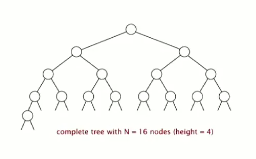 complete tree with N = 16 nodes (height = 4)